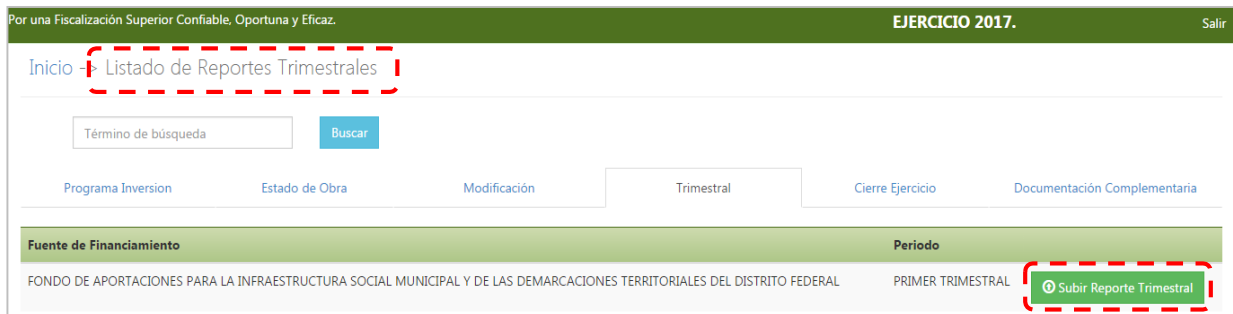 Por una Fiscalización Superior Confiable, Oportuna y Eficaz. EJERCICIO 2017. Salir
Inicio -> Listado de Reportes Trimestrales
Término de búsqueda Buscar
Programa Inversion Estado de Obra Modificación Trimestral Cierre Ejercicio Documentación Complementaria
Fuente de Financiamiento Periodo
FONDO DE APORTACIONES PARA LA INFRAESTRUCTURA SOCIAL MUNICIPAL Y DE LAS DEMARCACIONES TERRITORIALES DEL DISTRITO FEDERAL PRIMER TRIMESTRAL Subir Reporte Trimestral